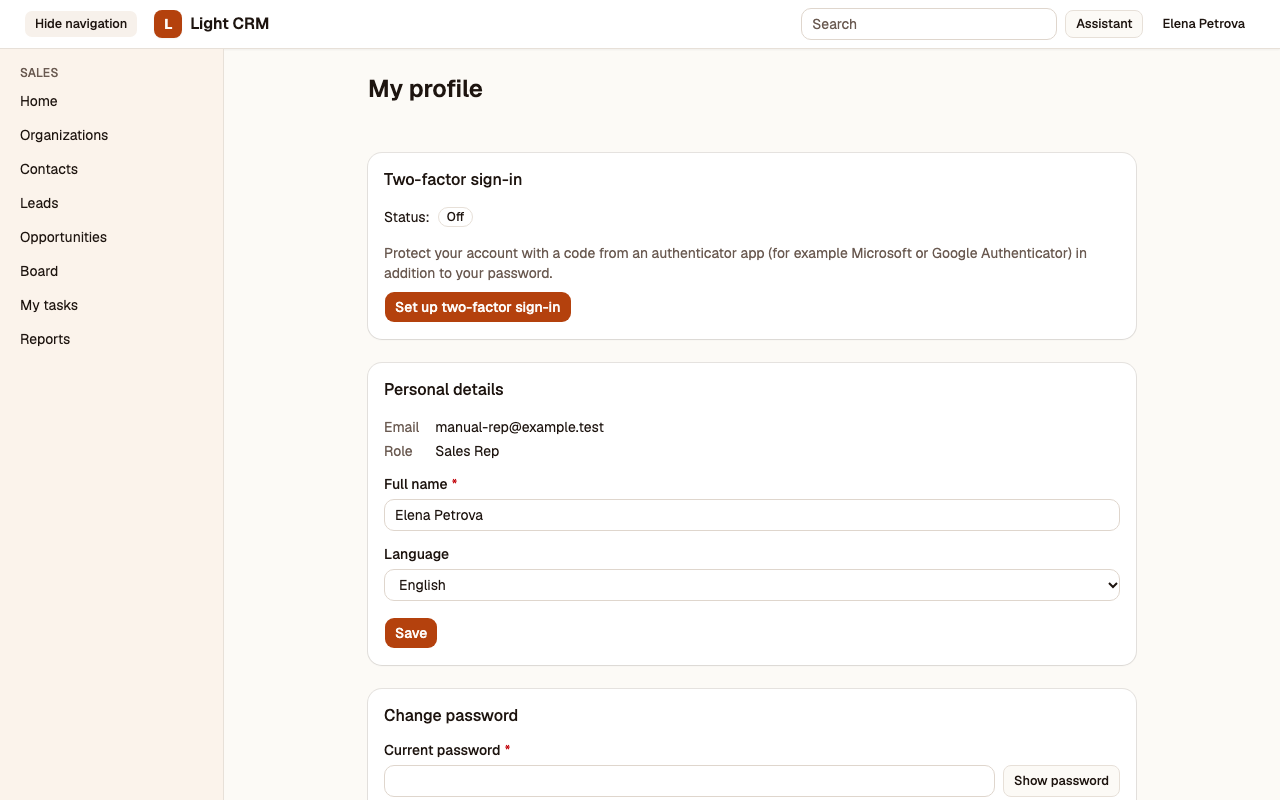 Hide navigation
L
Light CRM
Search
Assistant
Elena Petrova
SALES
Home
Organizations
Contacts
Leads
Opportunities
Board
My tasks
Reports
My profile
Two-factor sign-in
Status: Off
Protect your account with a code from an authenticator app (for example Microsoft or Google Authenticator) in
addition to your password.
Set up two-factor sign-in
Personal details
Email manual-rep@example.test
Role Sales Rep
Full name *
Elena Petrova
Language
English
Save
Change password
Current password *
Show password